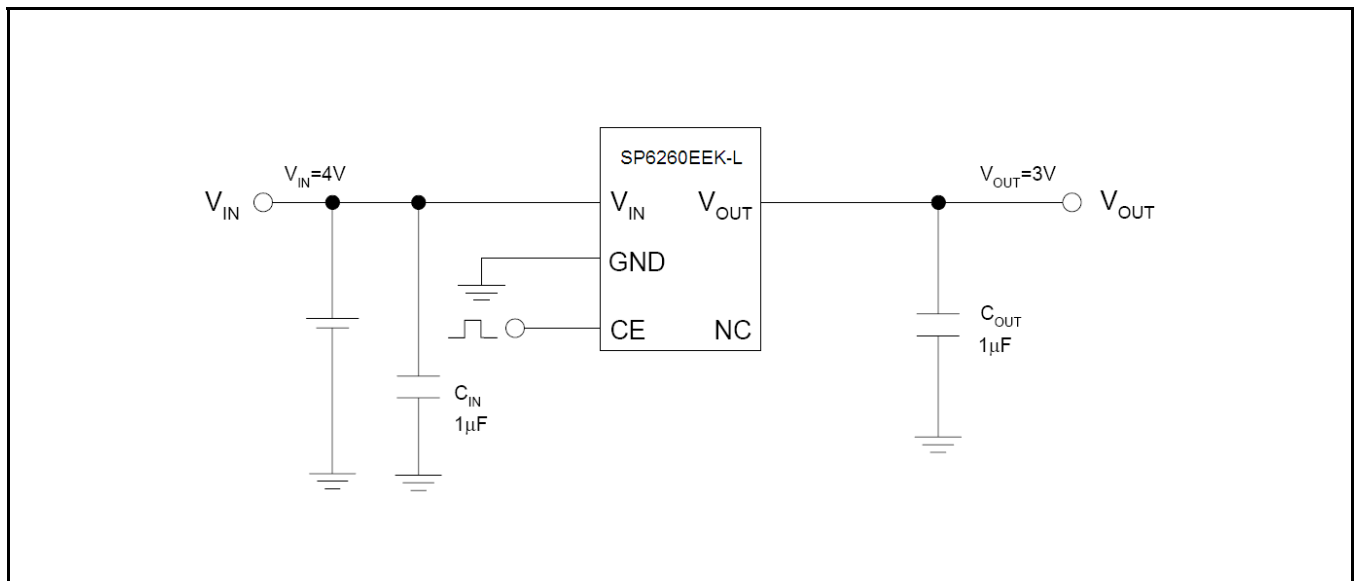 SP6260EEK-L
V_IN=4V
V_OUT=3V
V_IN
V_IN
V_OUT
V_OUT
GND
CE
NC
C_IN
1μF
C_OUT
1μF